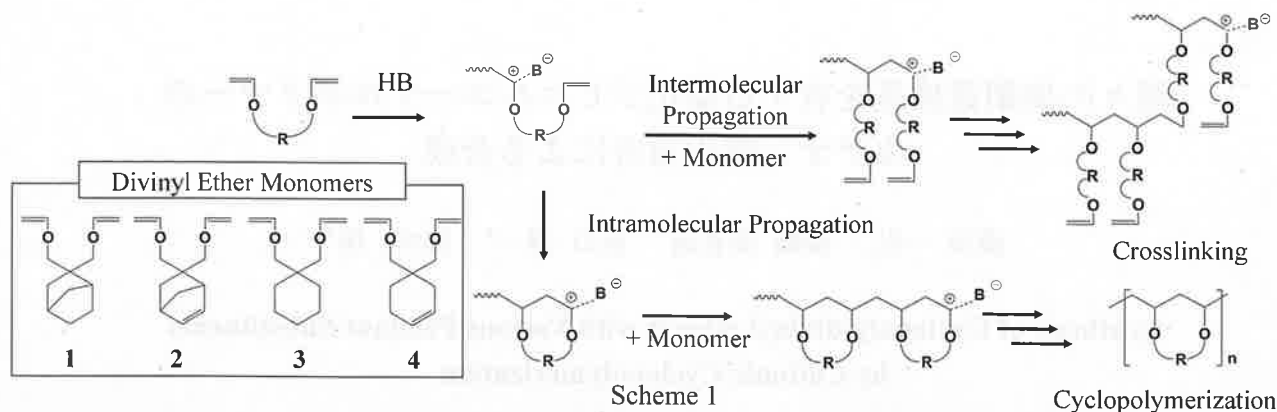 HB
B⊖
⊕
O
O
R
O
O
R
Intermolecular
Propagation
+ Monomer
⊕
B⊖
O
O
R
R
O
O
⊕
B⊖
O
O
R
R
O
O
O
O
R
R
O
O
Crosslinking
Divinyl Ether Monomers
O
O
O
O
O
O
O
O
1
2
3
4
Intramolecular Propagation
⊕
B⊖
O
O
R
+ Monomer
⊕
B⊖
O
O
O
O
R
R
O
O
R
n
Cyclopolymerization
Scheme 1